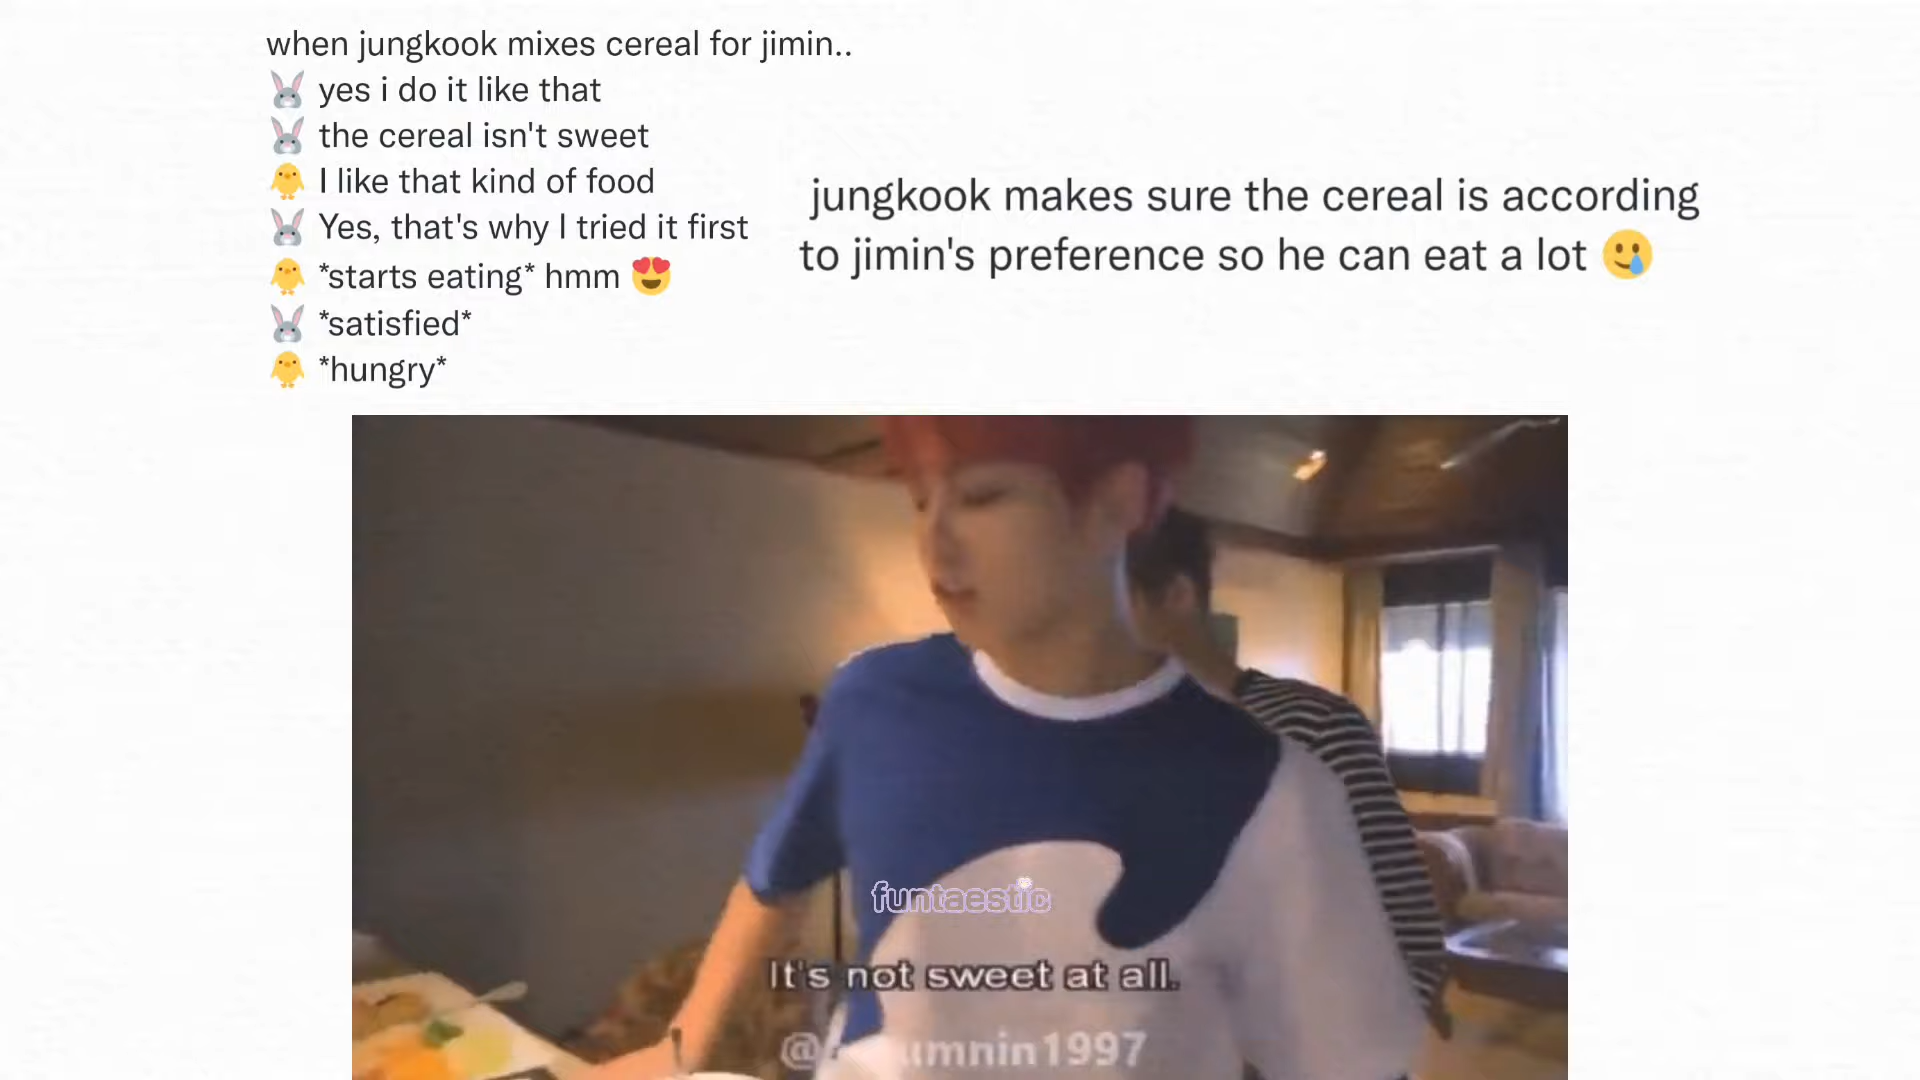 when jungkook mixes cereal for jimin..
🐰 yes i do it like that
🐰 the cereal isn't sweet
🐥 I like that kind of food
🐰 Yes, that's why I tried it first
🐥 *starts eating* hmm 😍
🐰 *satisfied*
🐥 *hungry*
jungkook makes sure the cereal is according
to jimin's preference so he can eat a lot 🥲
funtaestic
It's not sweet at all.